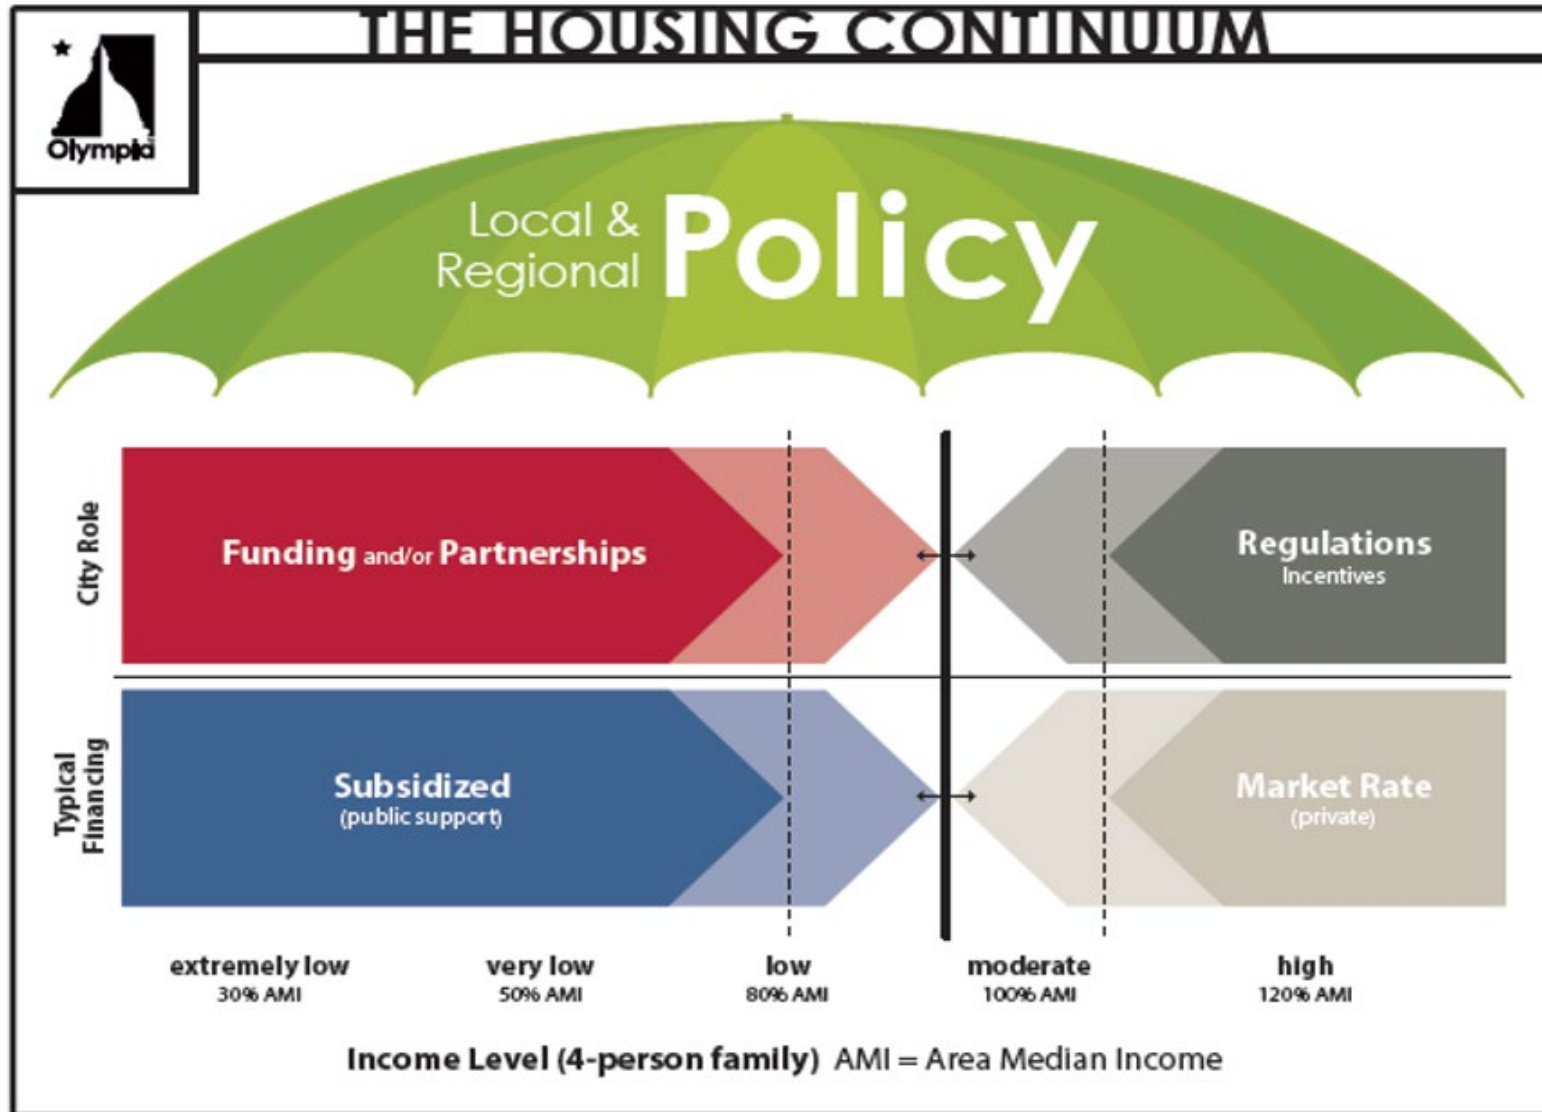 THE HOUSING CONTINUUM
Olympia
Local &
Regional
Policy
City Role
Funding and/or Partnerships
Regulations
Incentives
Typical
Financing
Subsidized
(public support)
Market Rate
(private)
extremely low
30% AMI
very low
50% AMI
low
80% AMI
moderate
100% AMI
high
120% AMI
Income Level (4-person family) AMI = Area Median Income